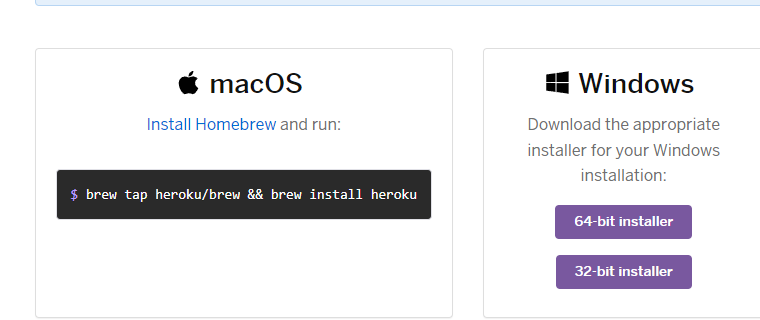 macOS
Install Homebrew and run:
$ brew tap heroku/brew && brew install heroku
Windows
Download the appropriate
installer for your Windows
installation:
64-bit installer
32-bit installer